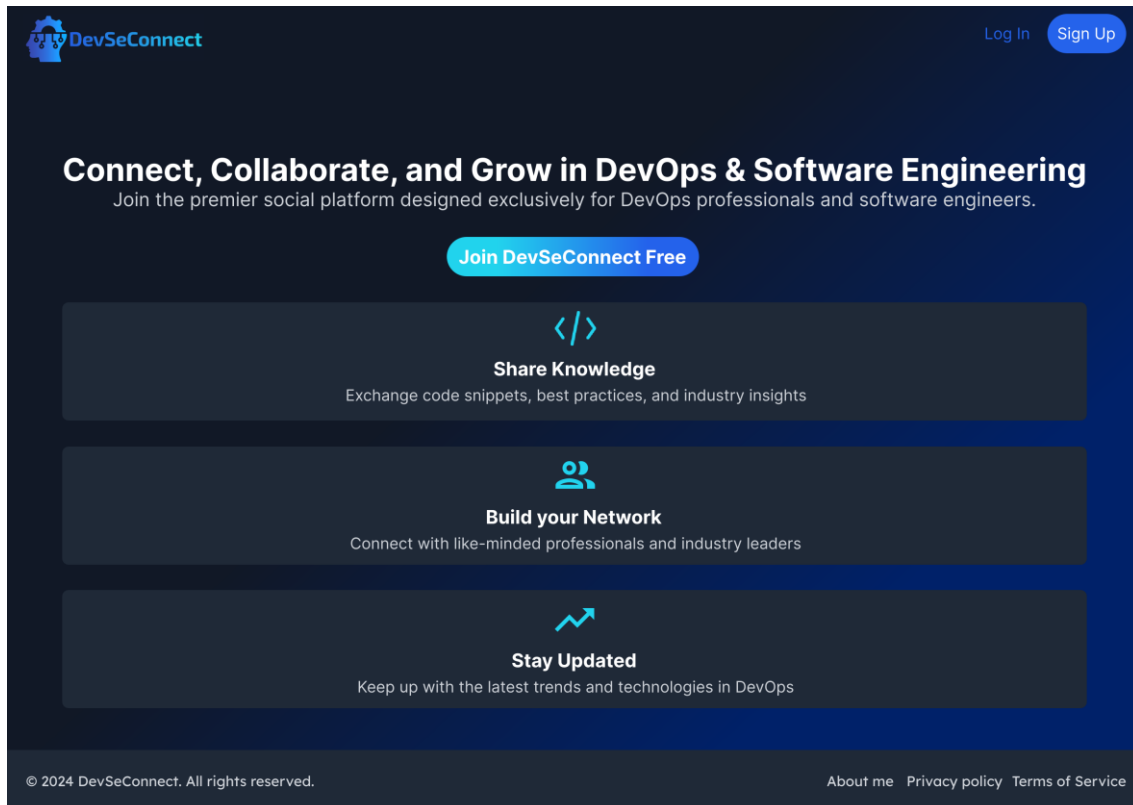 DevSeConnect
Log In
Sign Up
Connect, Collaborate, and Grow in DevOps & Software Engineering
Join the premier social platform designed exclusively for DevOps professionals and software engineers.
Join DevSeConnect Free
Share Knowledge
Exchange code snippets, best practices, and industry insights
Build your Network
Connect with like-minded professionals and industry leaders
Stay Updated
Keep up with the latest trends and technologies in DevOps
© 2024 DevSeConnect. All rights reserved.
About me Privacy policy Terms of Service